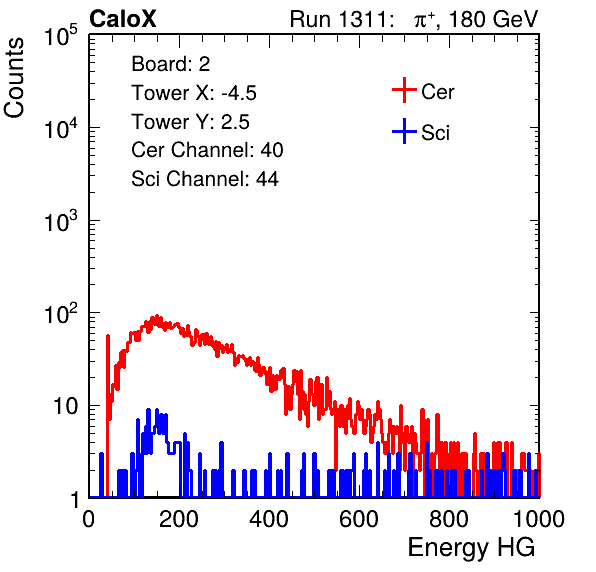 CaloX Run 1311: π⁺, 180 GeV
Board: 2
Tower X: -4.5
Tower Y: 2.5
Cer Channel: 40
Sci Channel: 44
Cer
Sci
Counts
10⁵
10⁴
10³
10²
10
1
0 200 400 600 800 1000
Energy HG